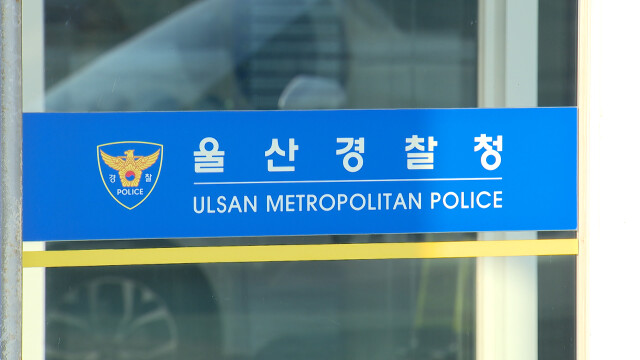 울산경찰청
경 찰
POLICE
ULSAN METROPOLITAN POLICE